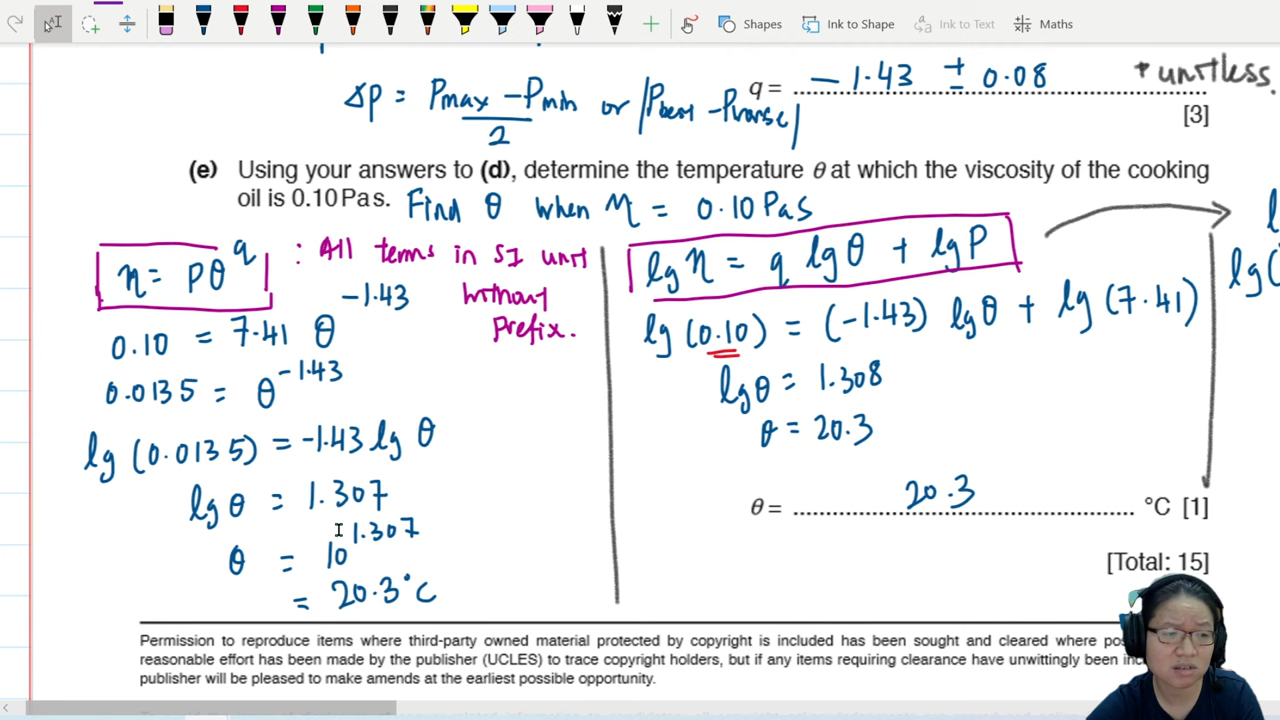 Shapes
Ink to Shape
Ink to Text
Maths
Δp = Pmax - Pmin / 2 or |Pbest - Pworse|
q = - 1.43 ± 0.08
• unitless.
[3]
(e) Using your answers to (d), determine the temperature θ at which the viscosity of the cooking
oil is 0.10 Pa s. Find θ when η = 0.10 Pas
η = Pθ^q : All terms in SI unit
without
prefix.
0.10 = 7.41 θ^-1.43
0.0135 = θ^-1.43
lg (0.0135) = -1.43 lg θ
lg θ = 1.307
θ = 10^1.307
= 20.3°C
lg η = q lg θ + lg P
lg (0.10) = (-1.43) lg θ + lg (7.41)
lg θ = 1.308
θ = 20.3
lg(
θ = 20.3 °C [1]
[Total: 15]
Permission to reproduce items where third-party owned material protected by copyright is included has been sought and cleared where pos
reasonable effort has been made by the publisher (UCLES) to trace copyright holders, but if any items requiring clearance have unwittingly been inc
publisher will be pleased to make amends at the earliest possible opportunity.